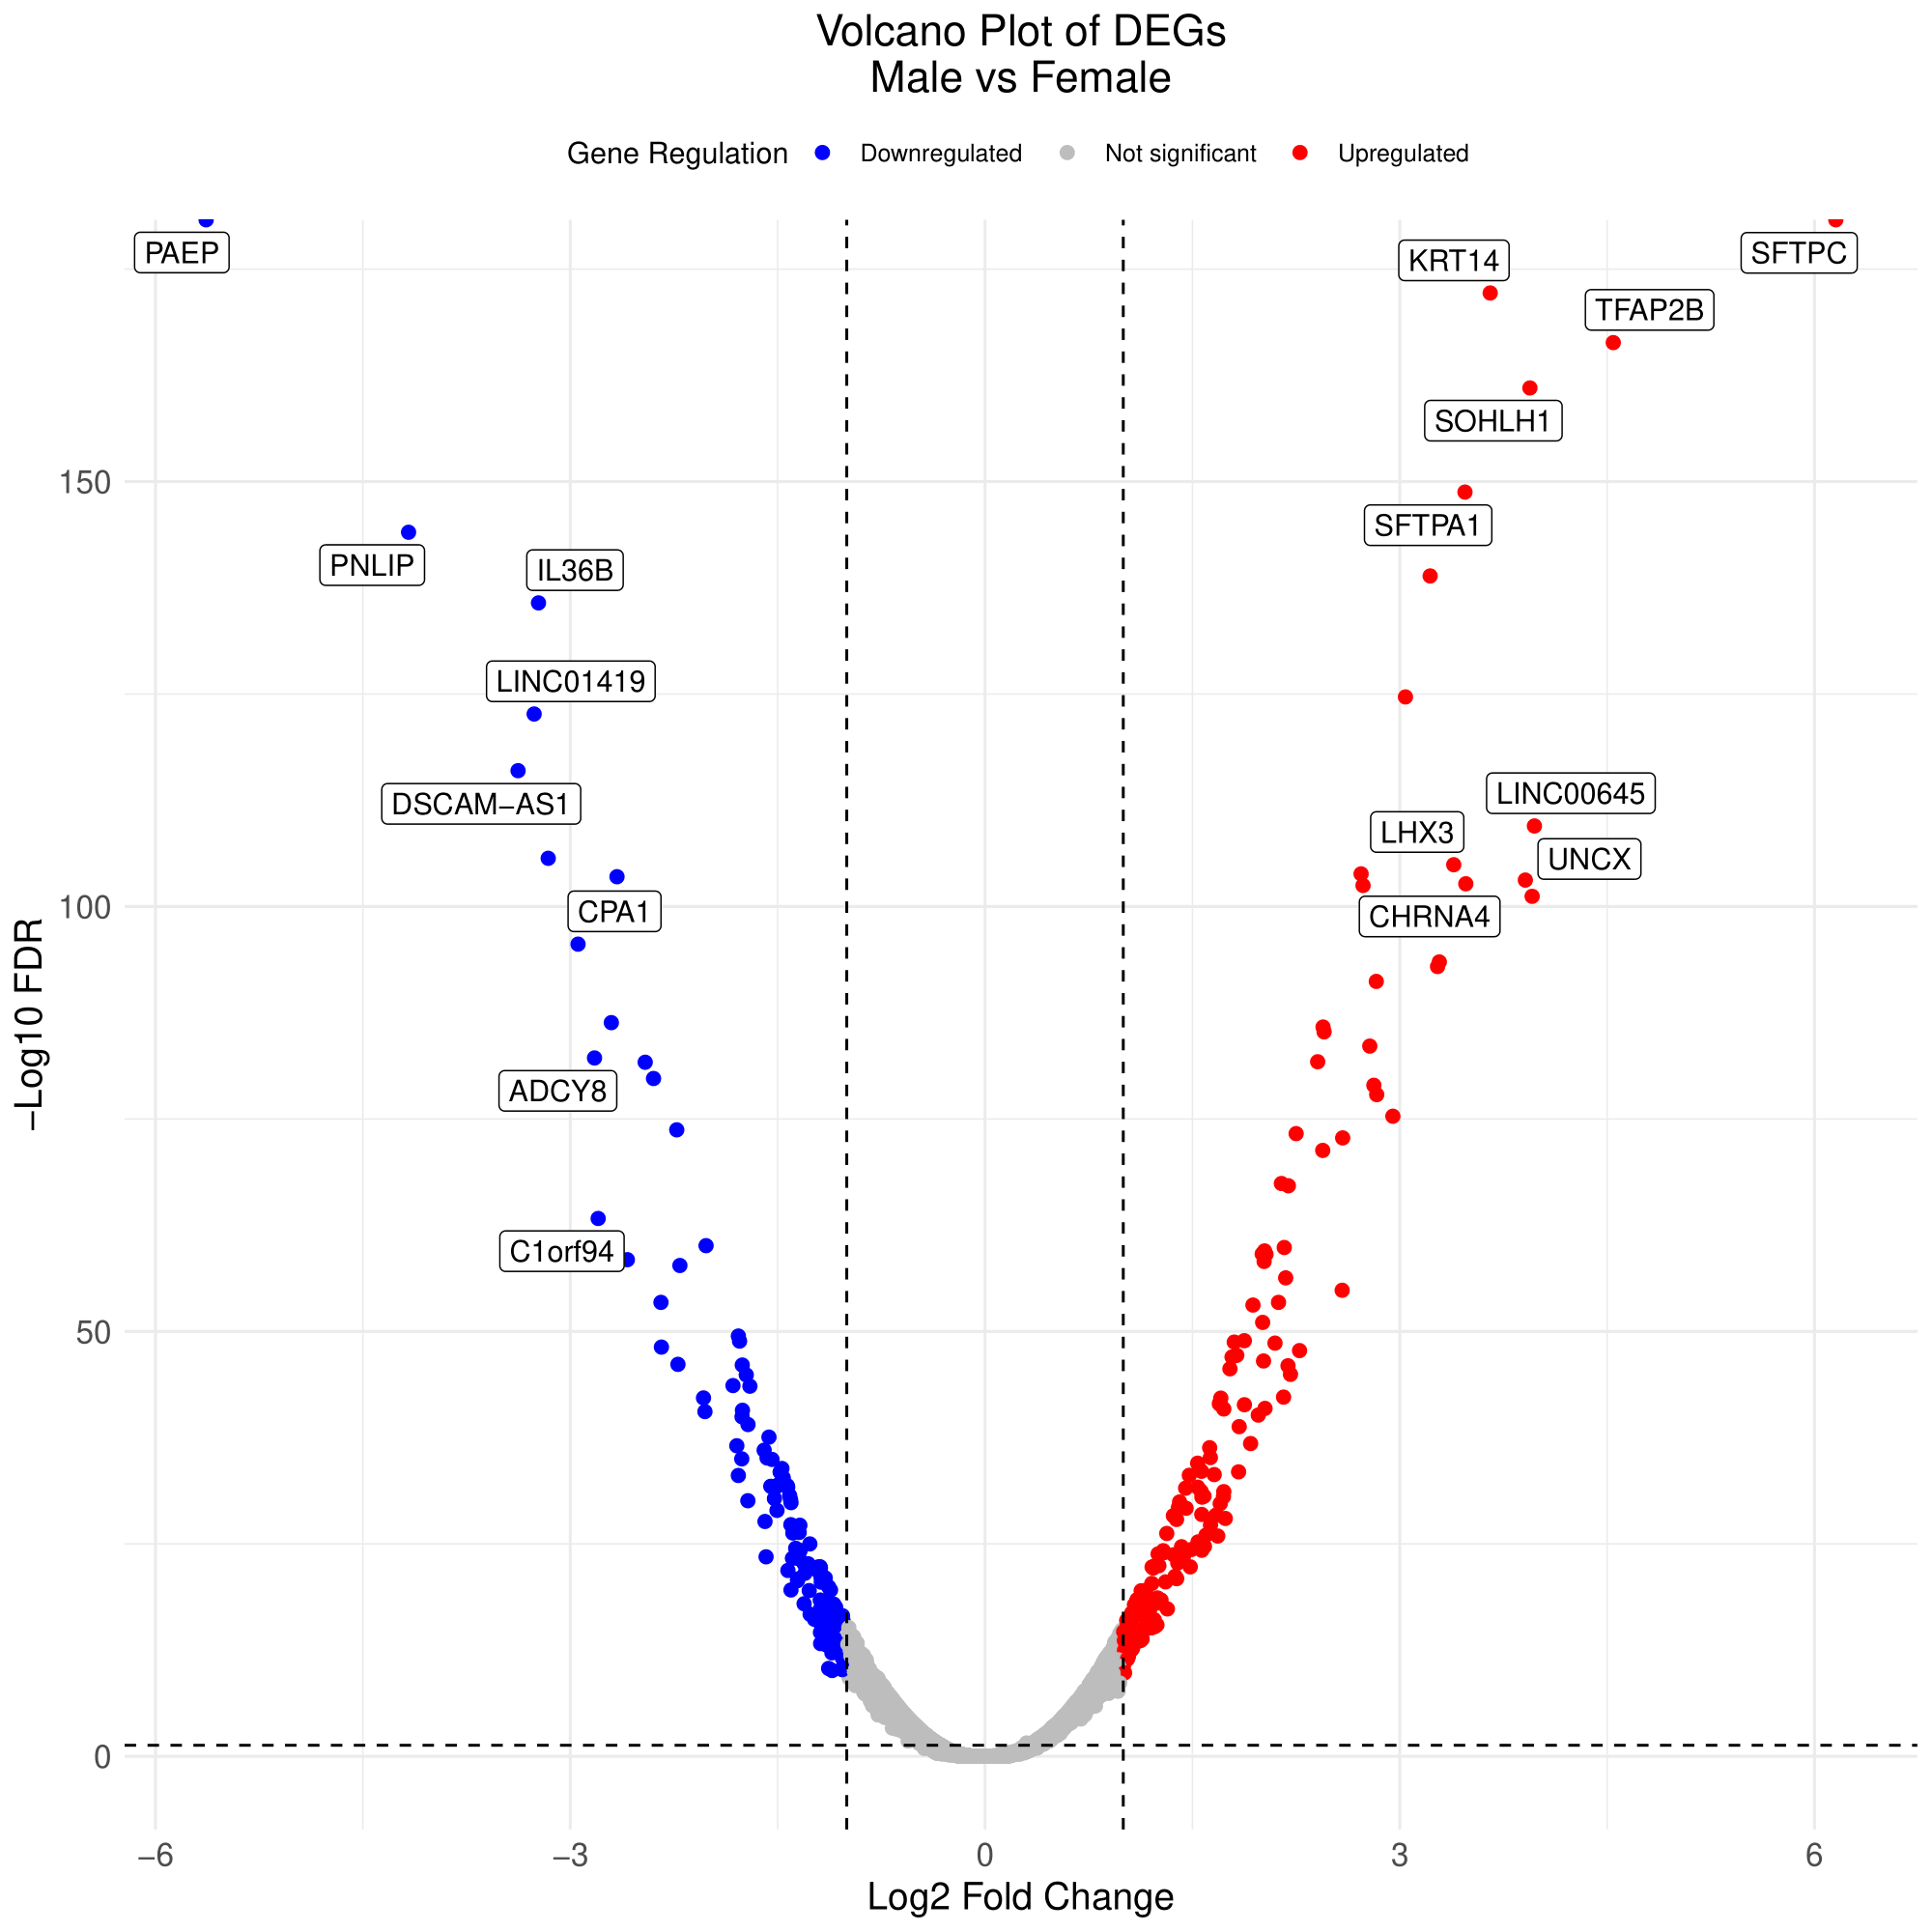 Volcano Plot of DEGs
Male vs Female
Gene Regulation Downregulated Not significant Upregulated
PAEP
SFTPC
KRT14
TFAP2B
SOHLH1
150
SFTPA1
PNLIP
IL36B
LINC01419
DSCAM−AS1
LINC00645
LHX3
UNCX
100
CPA1
CHRNA4
−Log10 FDR
ADCY8
C1orf94
50
0
−6 −3 0 3 6
Log2 Fold Change